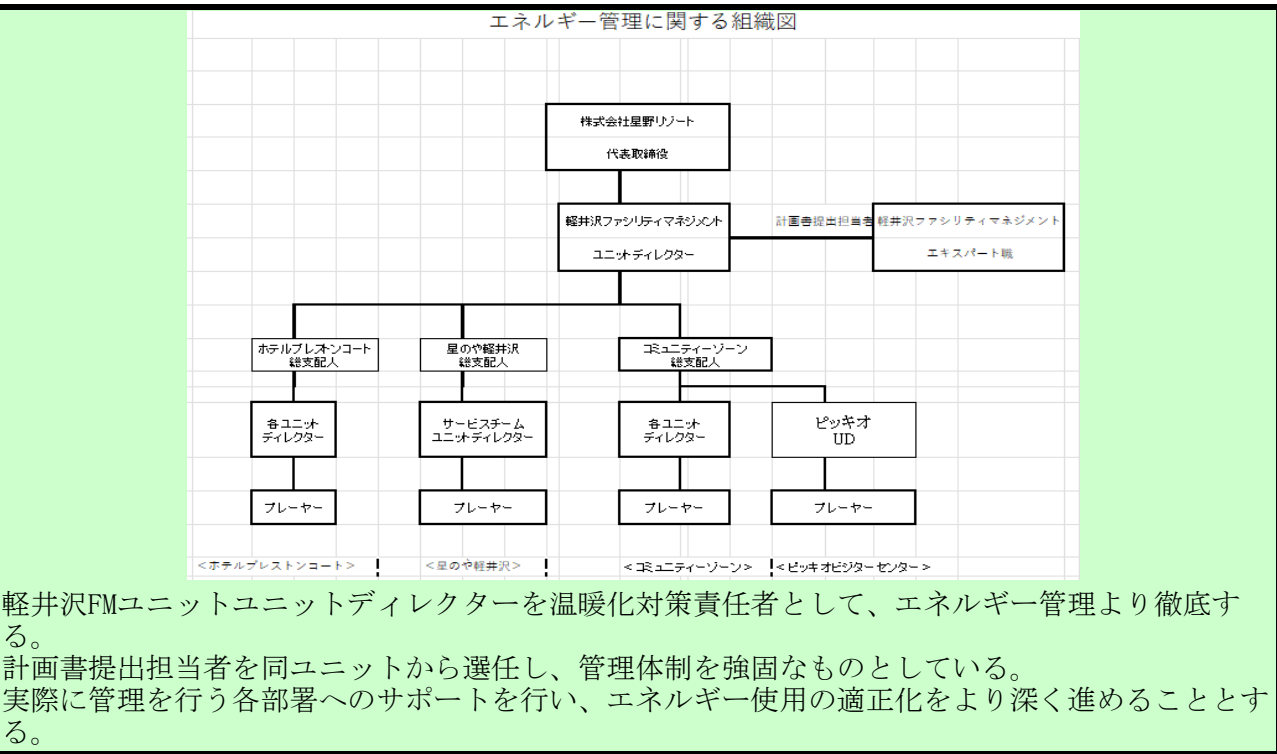 エネルギー管理に関する組織図
株式会社星野リゾート
代表取締役
軽井沢ファシリティマネジメント
ユニットディレクター
計画書提出担当者
軽井沢ファシリティマネジメント
エキスパート職
ホテルブレストンコート
総支配人
星のや軽井沢
総支配人
コミュニティーゾーン
総支配人
各ユニット
ディレクター
サービスチーム
ユニットディレクター
各ユニット
ディレクター
ピッキオ
UD
プレーヤー
プレーヤー
プレーヤー
プレーヤー
<ホテルブレストンコート>
<星のや軽井沢>
<コミュニティーゾーン>
<ピッキオビジターセンター>
軽井沢FMユニットユニットディレクターを温暖化対策責任者として、エネルギー管理より徹底す
る。
計画書提出担当者を同ユニットから選任し、管理体制を強固なものとしている。
実際に管理を行う各部署へのサポートを行い、エネルギー使用の適正化をより深く進めることとす
る。